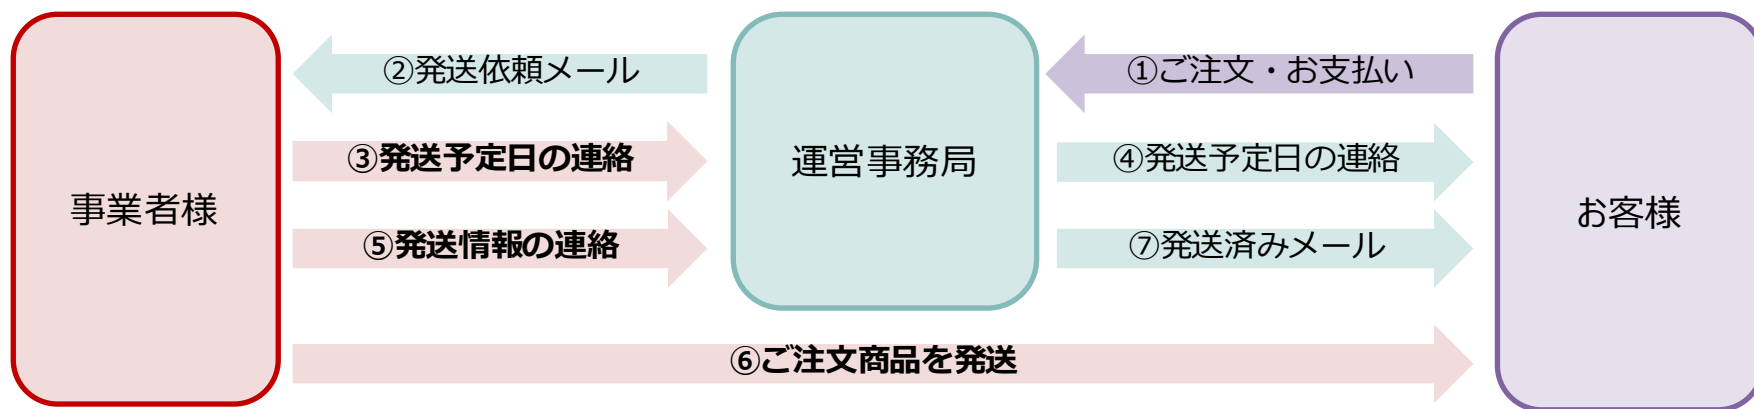 事業者様
②発送依頼メール
③発送予定日の連絡
⑤発送情報の連絡
運営事務局
①ご注文・お支払い
④発送予定日の連絡
⑦発送済みメール
⑥ご注文商品を発送
お客様